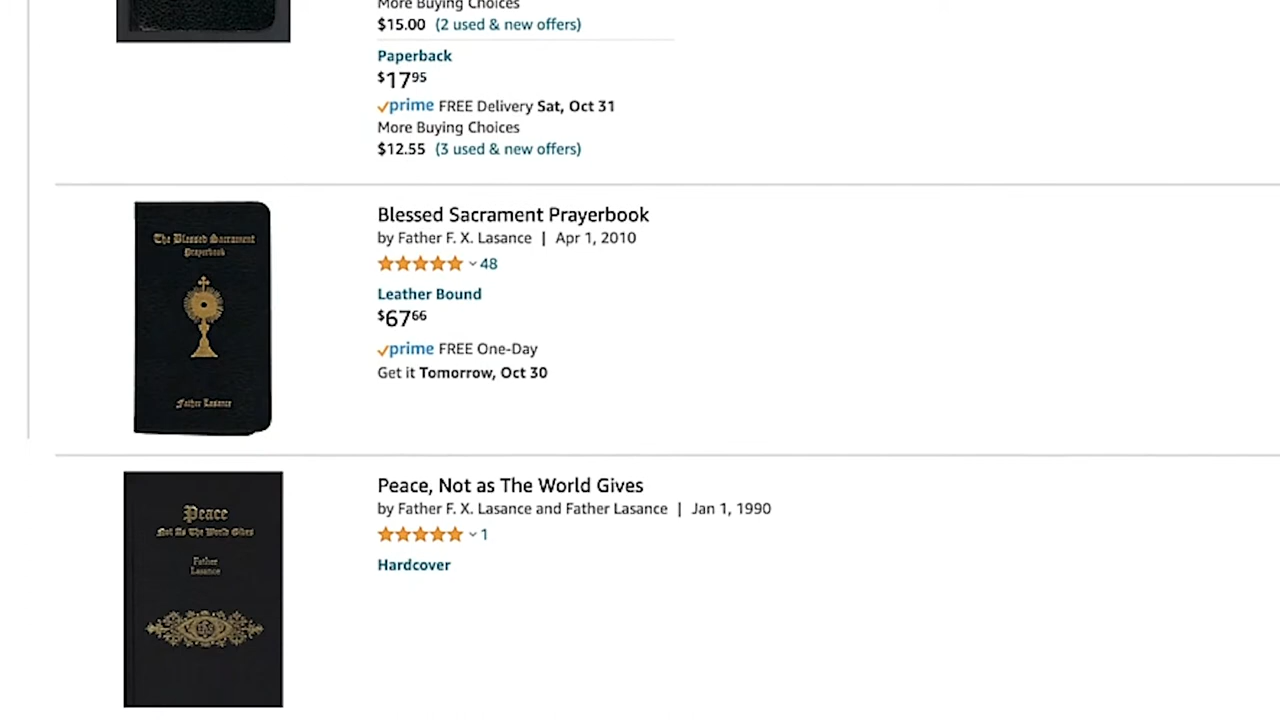 More Buying Choices
$15.00 (2 used & new offers)
Paperback
$1795
prime FREE Delivery Sat, Oct 31
More Buying Choices
$12.55 (3 used & new offers)
The Blessed Sacrament
Prayerbook
Father Lasance
Blessed Sacrament Prayerbook
by Father F. X. Lasance | Apr 1, 2010
48
Leather Bound
$6766
prime FREE One-Day
Get it Tomorrow, Oct 30
Peace
Not As The World Gives
Father
Lasance
IHS
Peace, Not as The World Gives
by Father F. X. Lasance and Father Lasance | Jan 1, 1990
1
Hardcover